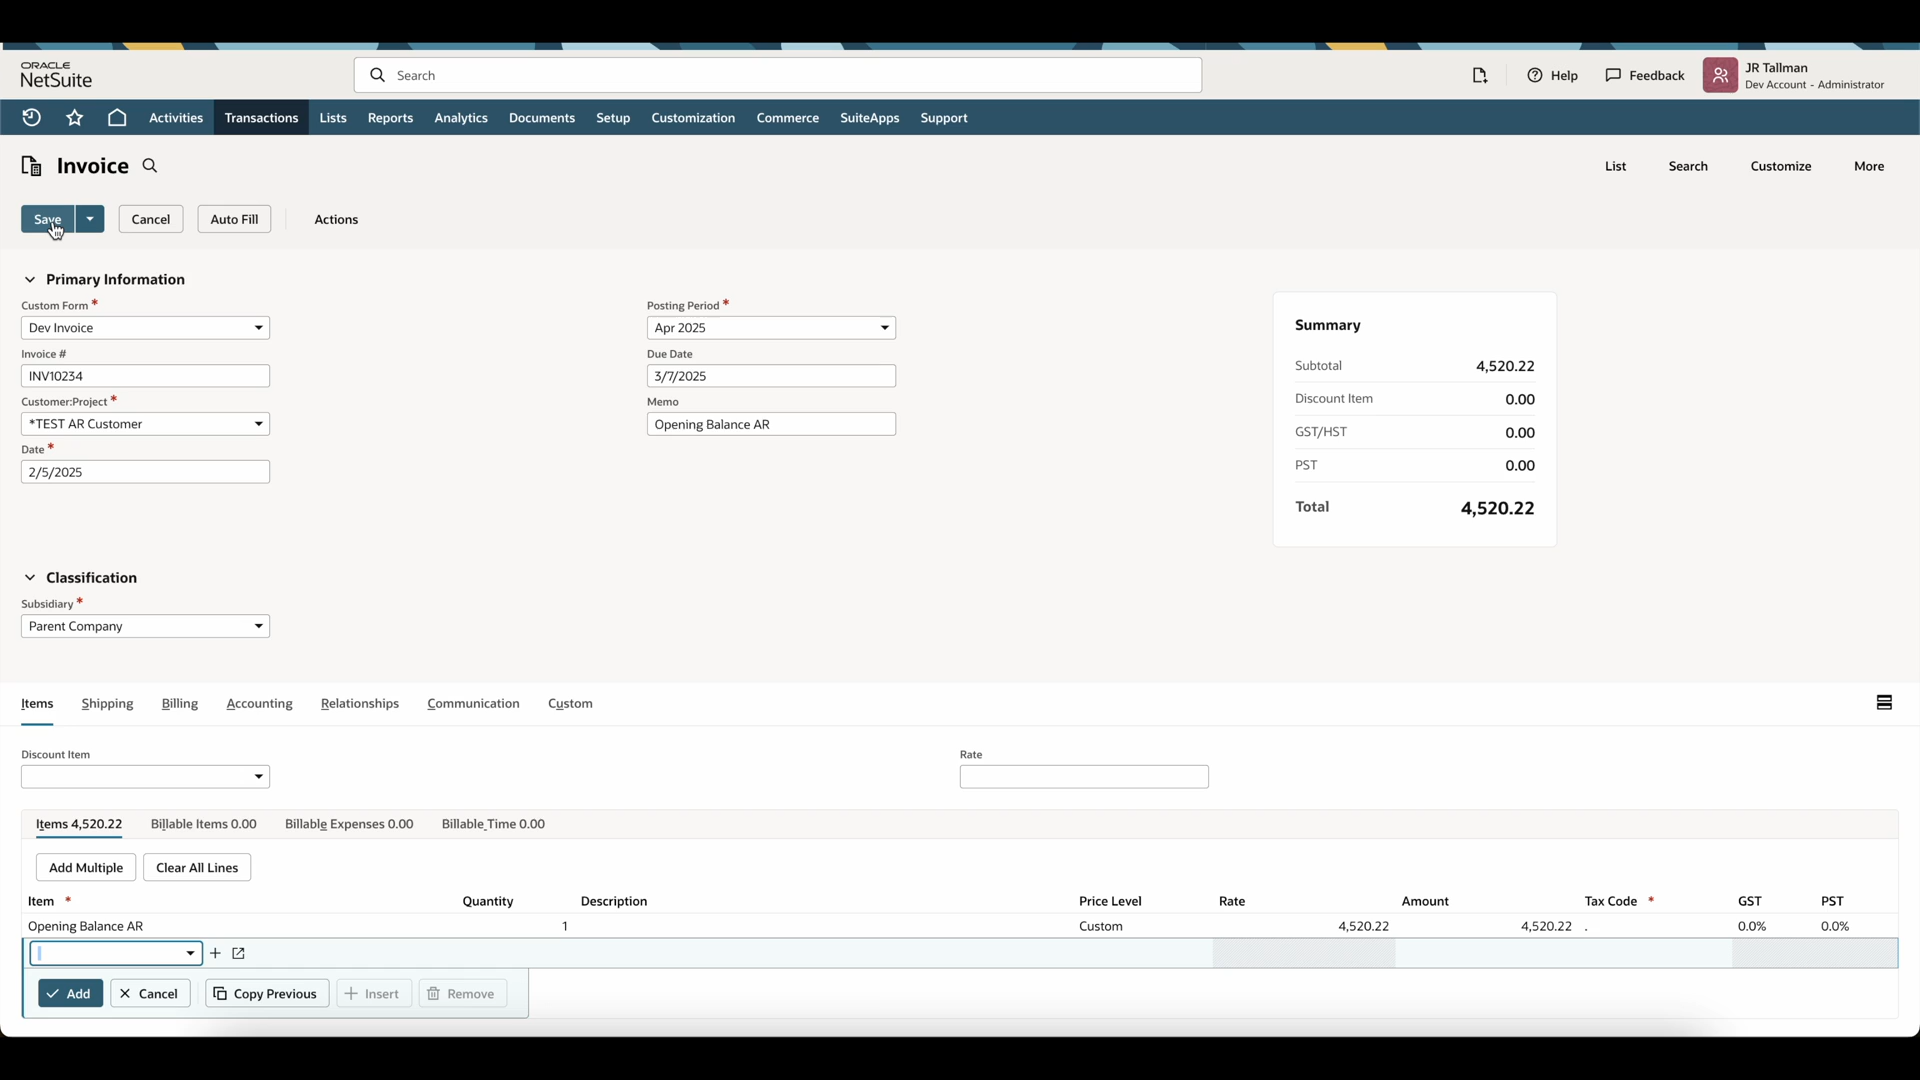 ORACLE
NetSuite
Search
Help
Feedback
JR Tallman
Dev Account - Administrator
Activities
Transactions
Lists
Reports
Analytics
Documents
Setup
Customization
Commerce
SuiteApps
Support
Invoice
List
Search
Customize
More
Save
Cancel
Auto Fill
Actions
Primary Information
Custom Form *
Dev Invoice
Invoice #
INV10234
Customer:Project *
*TEST AR Customer
Date *
2/5/2025
Posting Period *
Apr 2025
Due Date
3/7/2025
Memo
Opening Balance AR
Summary
Subtotal 4,520.22
Discount Item 0.00
GST/HST 0.00
PST 0.00
Total 4,520.22
Classification
Subsidiary *
Parent Company
Items
Shipping
Billing
Accounting
Relationships
Communication
Custom
Discount Item
Rate
Items 4,520.22
Billable Items 0.00
Billable Expenses 0.00
Billable Time 0.00
Add Multiple
Clear All Lines
Item * Quantity Description Price Level Rate Amount Tax Code * GST PST
Opening Balance AR 1 Custom 4,520.22 4,520.22 . 0.0% 0.0%
Add
Cancel
Copy Previous
Insert
Remove